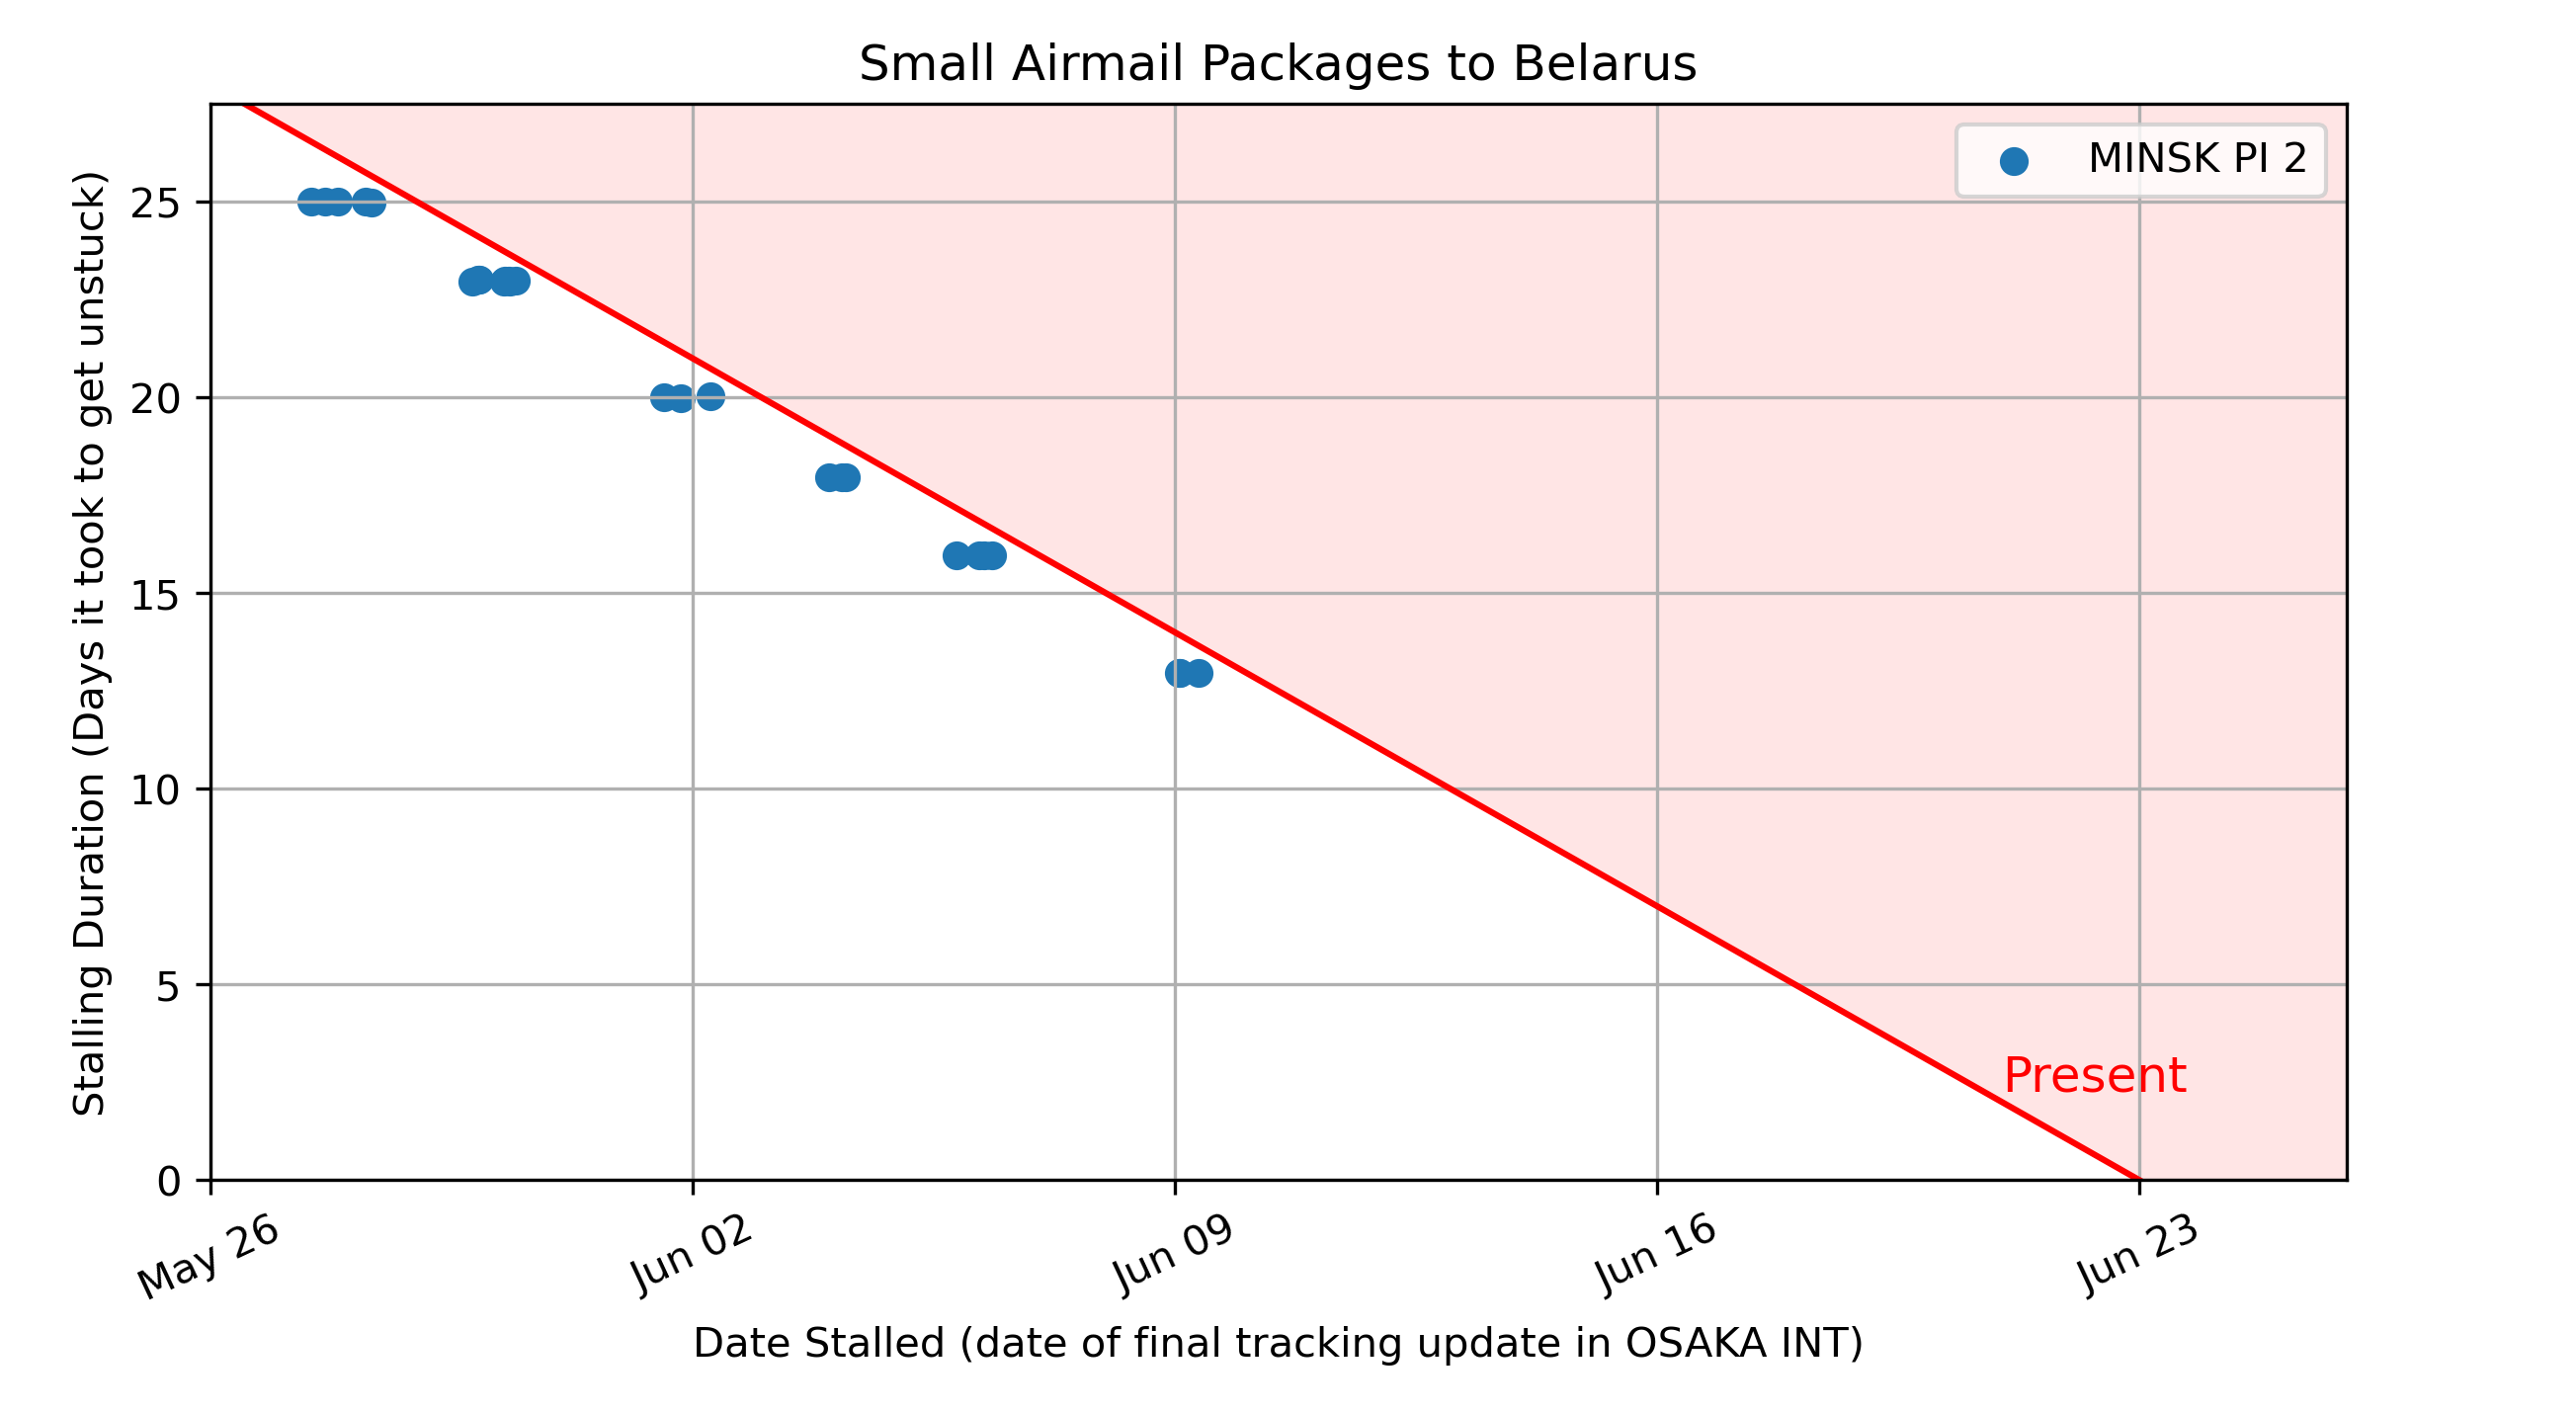 Small Airmail Packages to Belarus
MINSK PI 2
Stalling Duration (Days it took to get unstuck)
25
20
15
10
5
0
Present
May 26
Jun 02
Jun 09
Jun 16
Jun 23
Date Stalled (date of final tracking update in OSAKA INT)